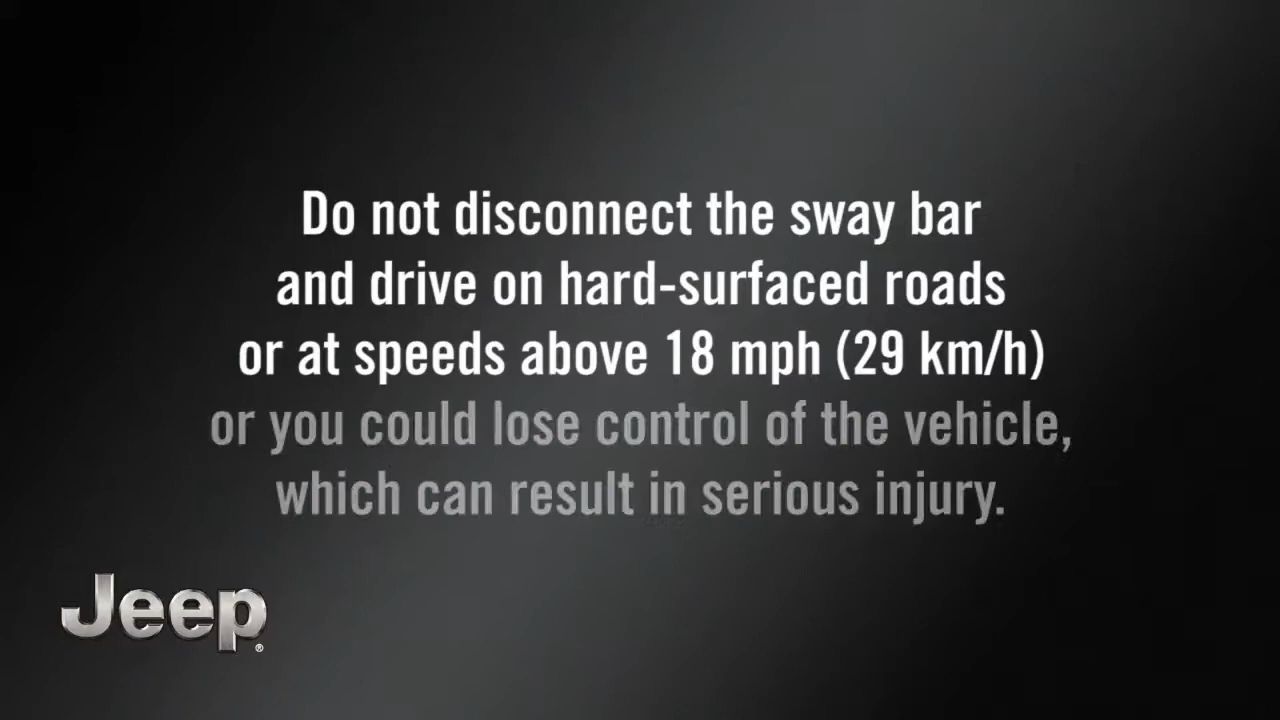 Do not disconnect the sway bar
and drive on hard-surfaced roads
or at speeds above 18 mph (29 km/h)
or you could lose control of the vehicle,
which can result in serious injury.
Jeep®